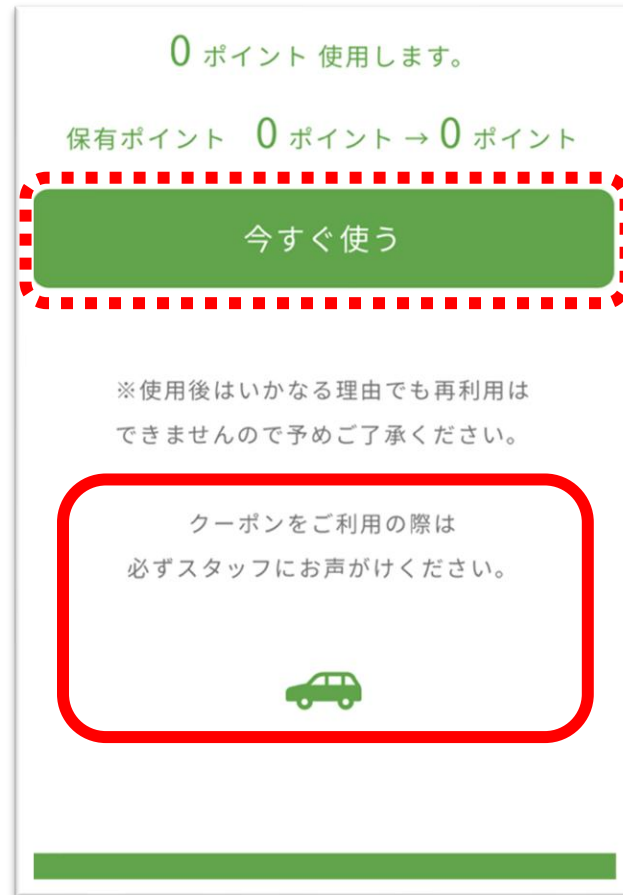 0 ポイント 使用します。
保有ポイント 0 ポイント → 0 ポイント
今すぐ使う
※使用後はいかなる理由でも再利用は
できませんので予めご了承ください。
クーポンをご利用の際は
必ずスタッフにお声がけください。